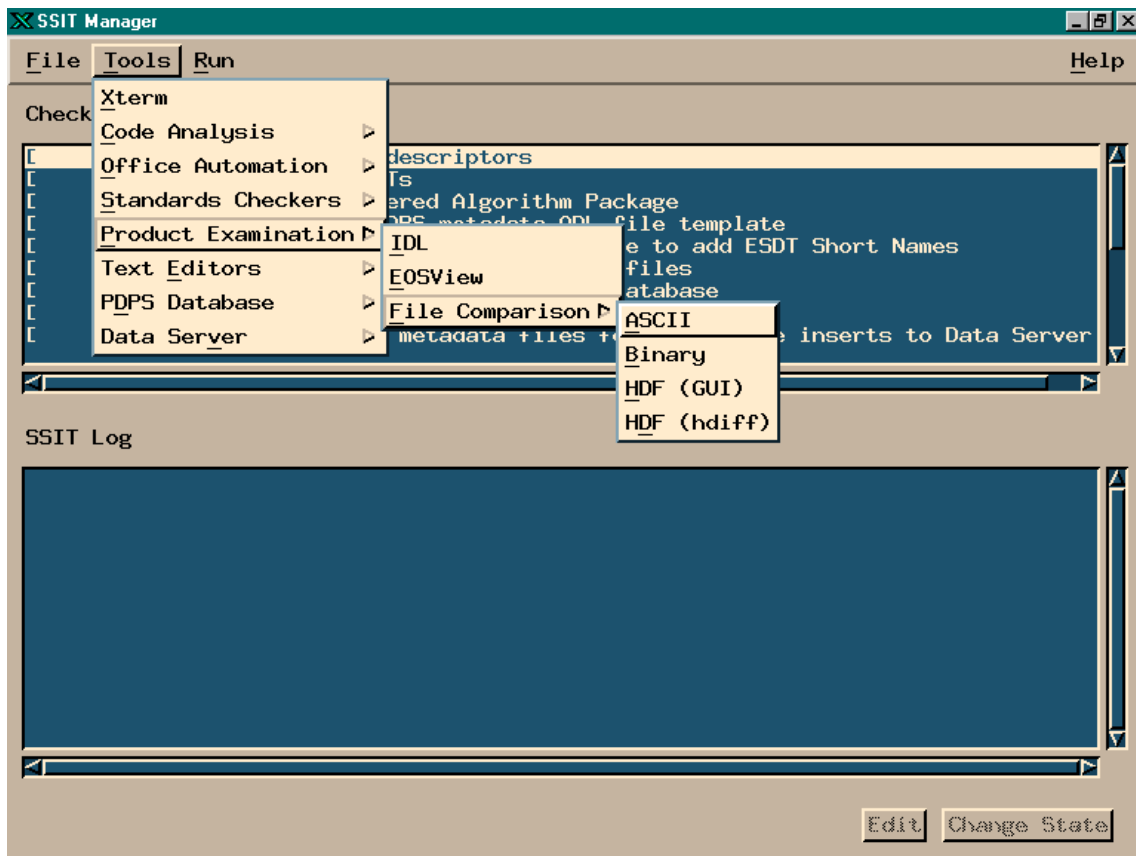 SSIT Manager
File Tools Run Help
Check
Xterm
Code Analysis
Office Automation
Standards Checkers
Product Examination
Text Editors
PDPS Database
Data Server
[ descriptors
[ Ts
[ ered Algorithm Package
[ metadata ODL file template
[ e to add ESDT Short Names
[ files
[ atabase
[
[ metadata files inserts to Data Server
IDL
EOSView
File Comparison
ASCII
Binary
HDF (GUI)
HDF (hdiff)
SSIT Log
Edit Change State